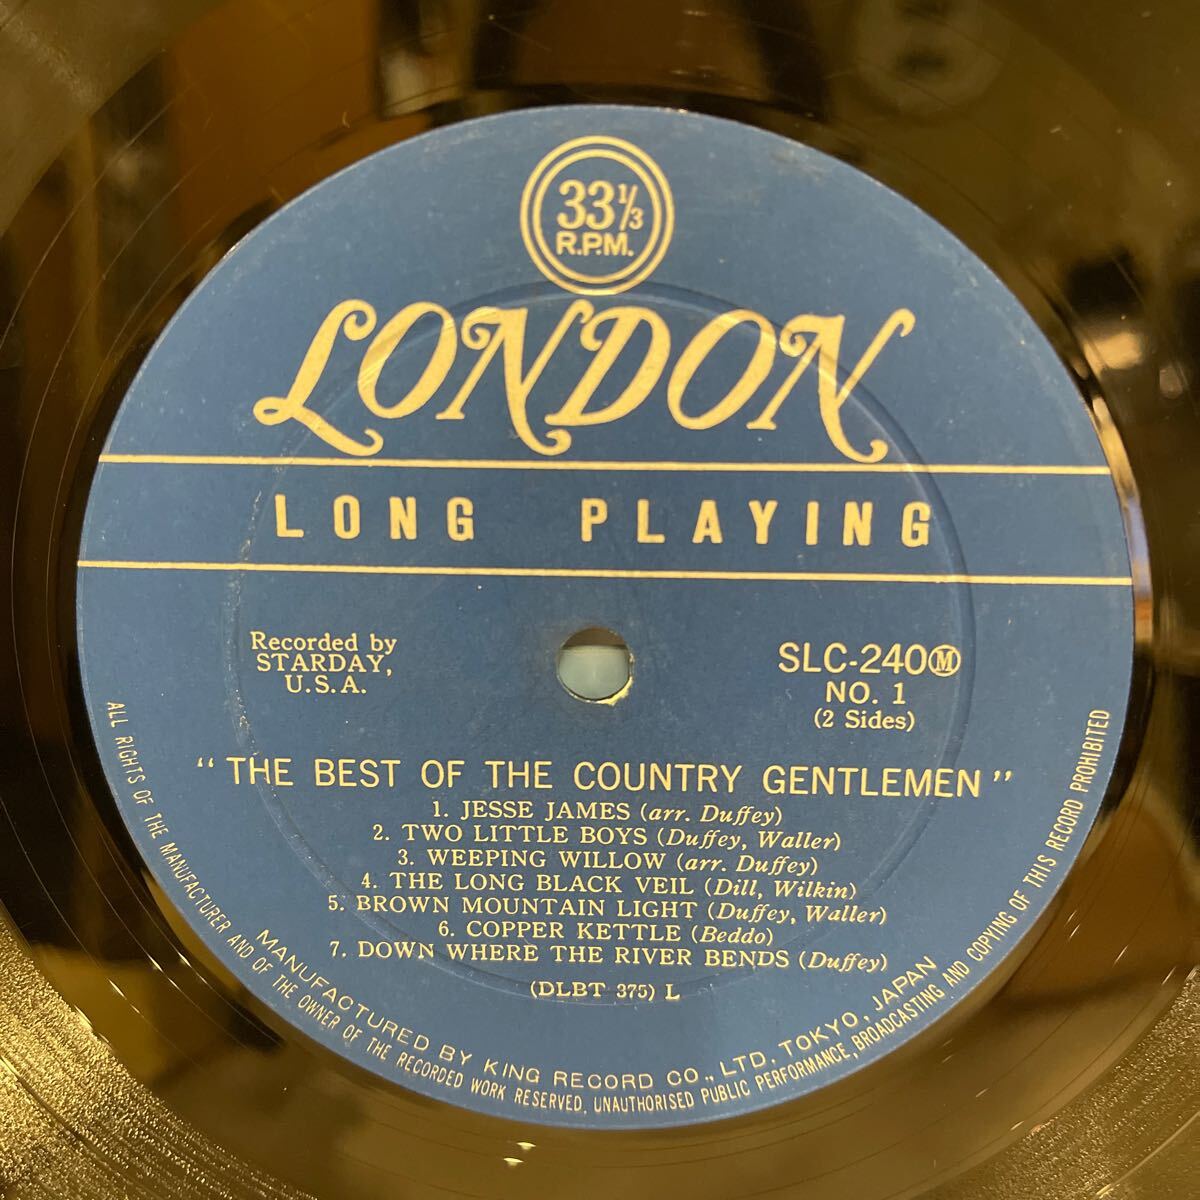 33⅓
R.P.M.
LONDON
LONG PLAYING
Recorded by
STARDAY,
U.S.A.
SLC-240Ⓜ
NO. 1
(2 Sides)
"THE BEST OF THE COUNTRY GENTLEMEN"
1. JESSE JAMES (arr. Duffey)
2. TWO LITTLE BOYS (Duffey, Waller)
3. WEEPING WILLOW (arr. Duffey)
4. THE LONG BLACK VEIL (Dill, Wilkin)
5. BROWN MOUNTAIN LIGHT (Duffey, Waller)
6. COPPER KETTLE (Beddo)
7. DOWN WHERE THE RIVER BENDS (Duffey)
(DLBT 375) L
MANUFACTURED BY KING RECORD CO., LTD, TOKYO, JAPAN
ALL RIGHTS OF THE MANUFACTURER AND OF THE OWNER OF THE RECORDED WORK RESERVED, UNAUTHORISED PUBLIC PERFORMANCE, BROADCASTING AND COPYING OF THIS RECORD PROHIBITED